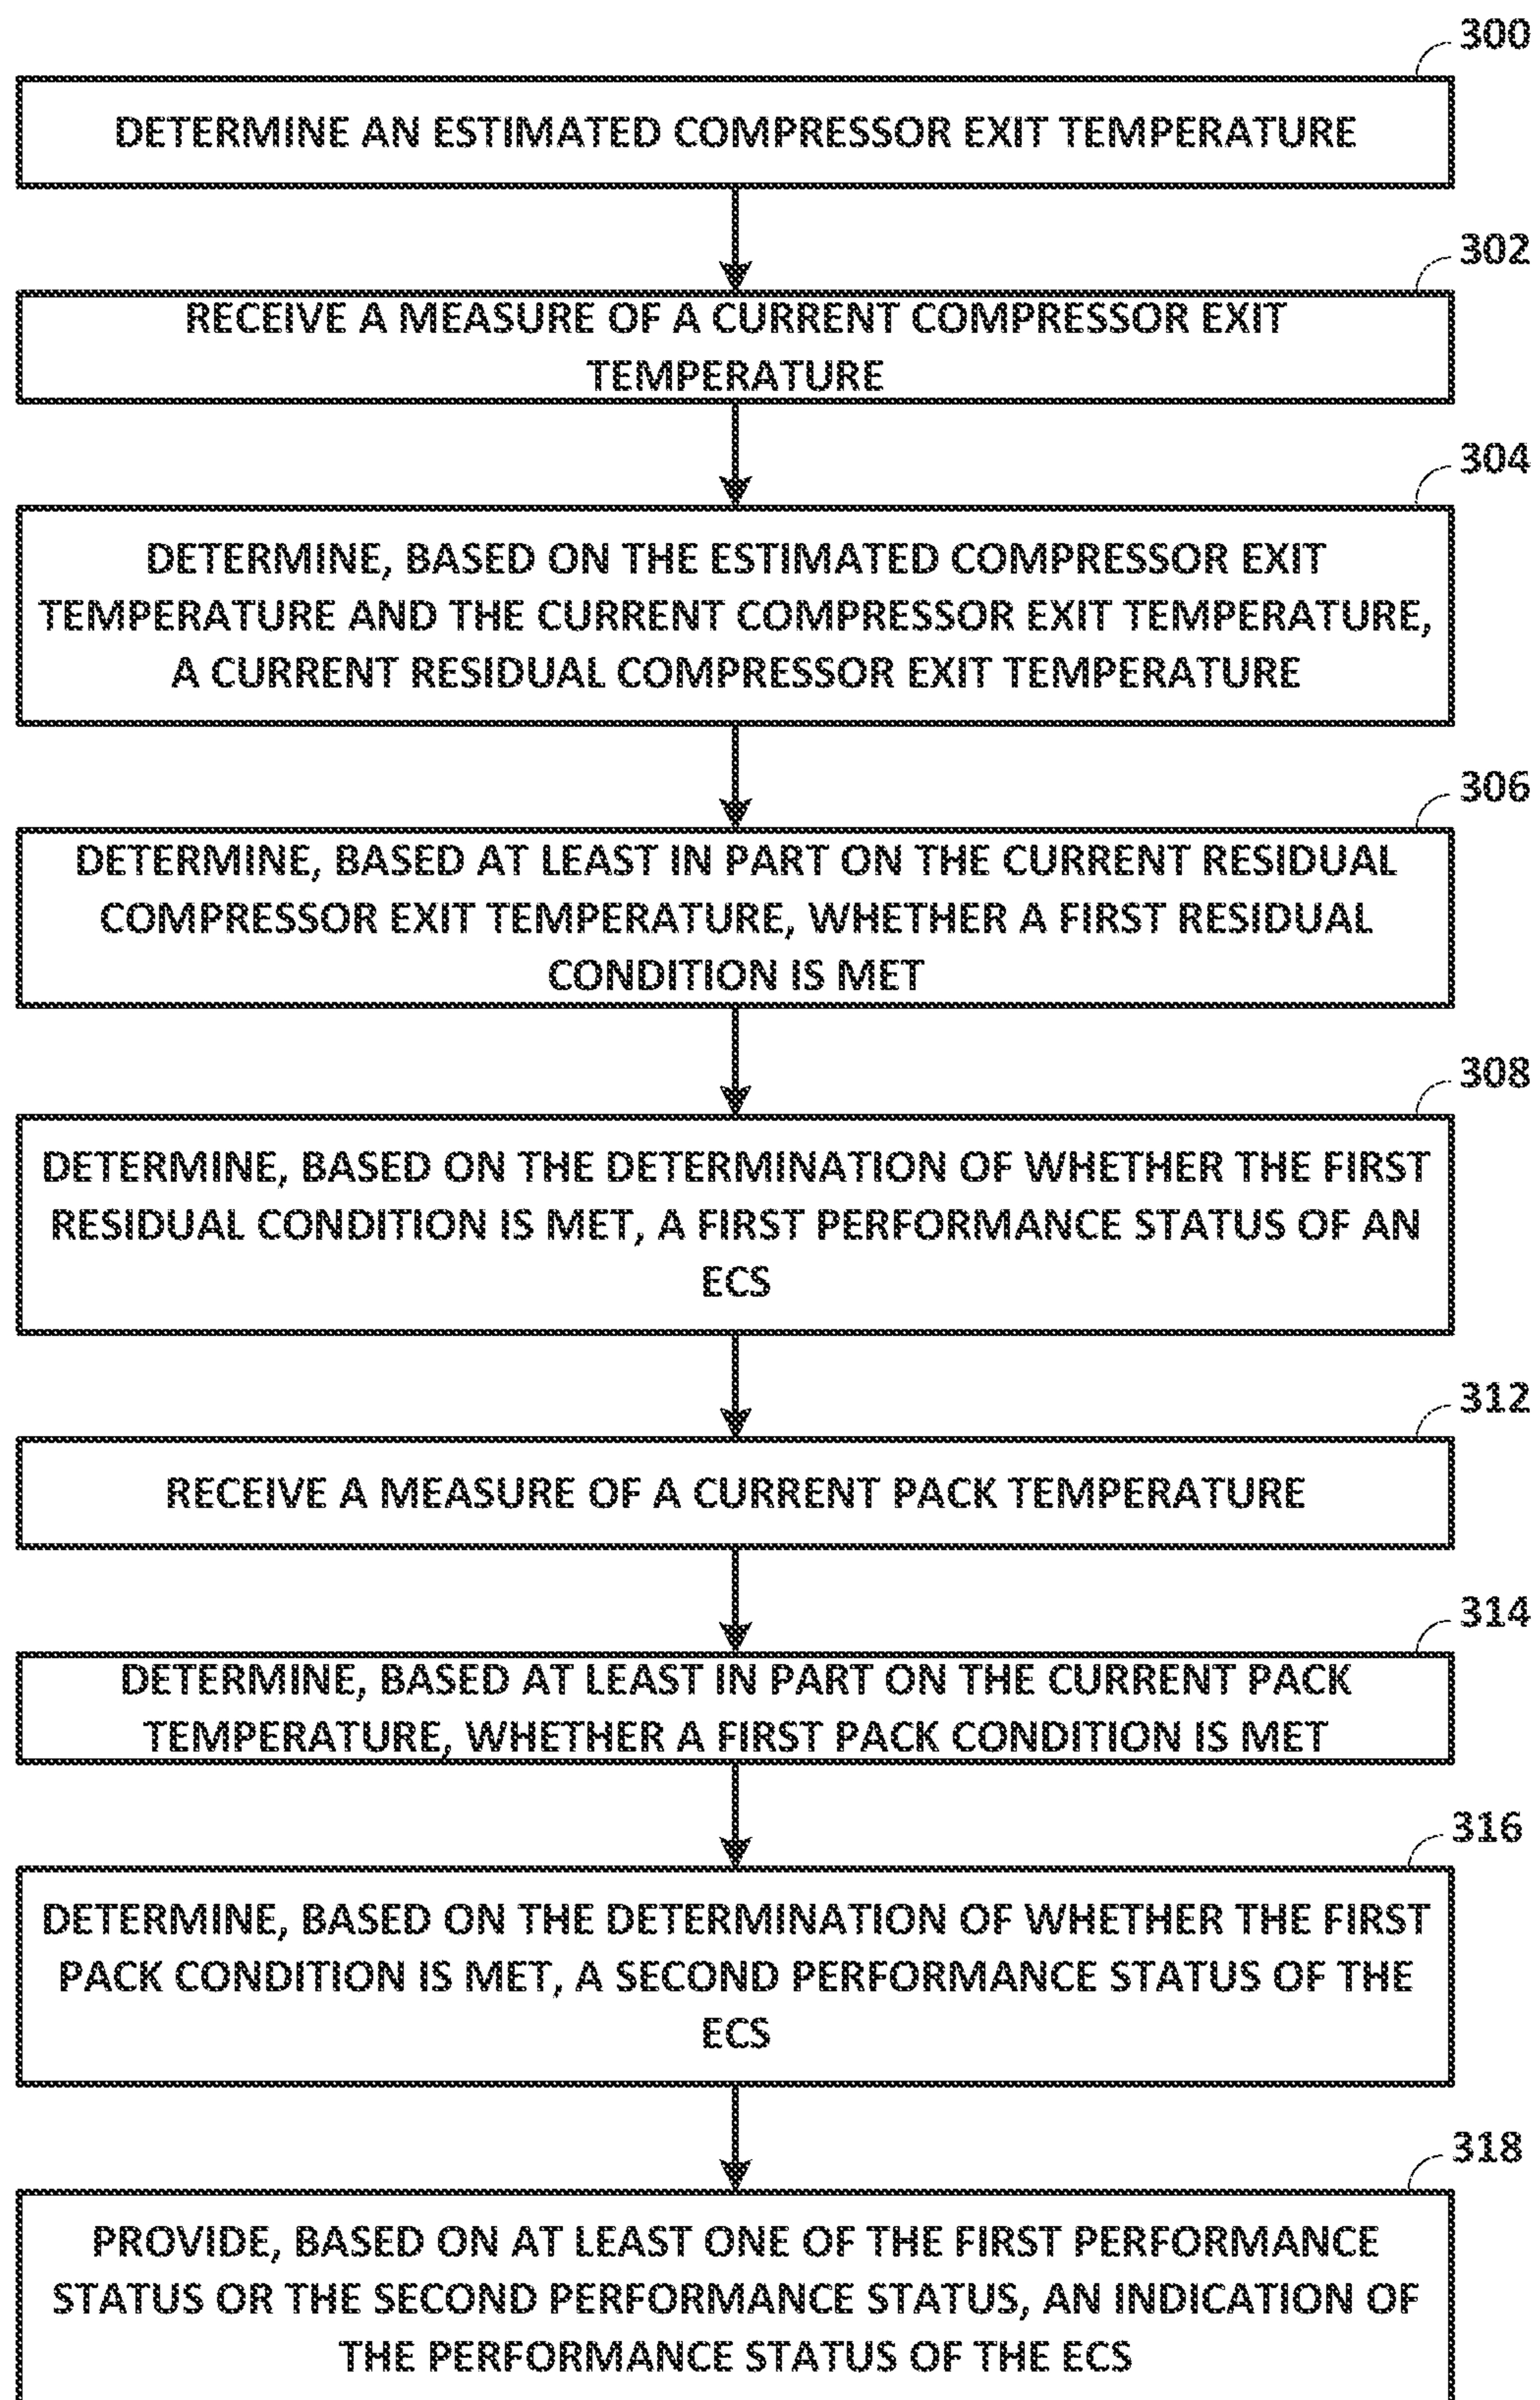 300
DETERMINE AN ESTIMATED COMPRESSOR EXIT TEMPERATURE
302
RECEIVE A MEASURE OF A CURRENT COMPRESSOR EXIT
TEMPERATURE
304
DETERMINE, BASED ON THE ESTIMATED COMPRESSOR EXIT
TEMPERATURE AND THE CURRENT COMPRESSOR EXIT TEMPERATURE,
A CURRENT RESIDUAL COMPRESSOR EXIT TEMPERATURE
306
DETERMINE, BASED AT LEAST IN PART ON THE CURRENT RESIDUAL
COMPRESSOR EXIT TEMPERATURE, WHETHER A FIRST RESIDUAL
CONDITION IS MET
308
DETERMINE, BASED ON THE DETERMINATION OF WHETHER THE FIRST
RESIDUAL CONDITION IS MET, A FIRST PERFORMANCE STATUS OF AN
ECS
312
RECEIVE A MEASURE OF A CURRENT PACK TEMPERATURE
314
DETERMINE, BASED AT LEAST IN PART ON THE CURRENT PACK
TEMPERATURE, WHETHER A FIRST PACK CONDITION IS MET
316
DETERMINE, BASED ON THE DETERMINATION OF WHETHER THE FIRST
PACK CONDITION IS MET, A SECOND PERFORMANCE STATUS OF THE
ECS
318
PROVIDE, BASED ON AT LEAST ONE OF THE FIRST PERFORMANCE
STATUS OR THE SECOND PERFORMANCE STATUS, AN INDICATION OF
THE PERFORMANCE STATUS OF THE ECS